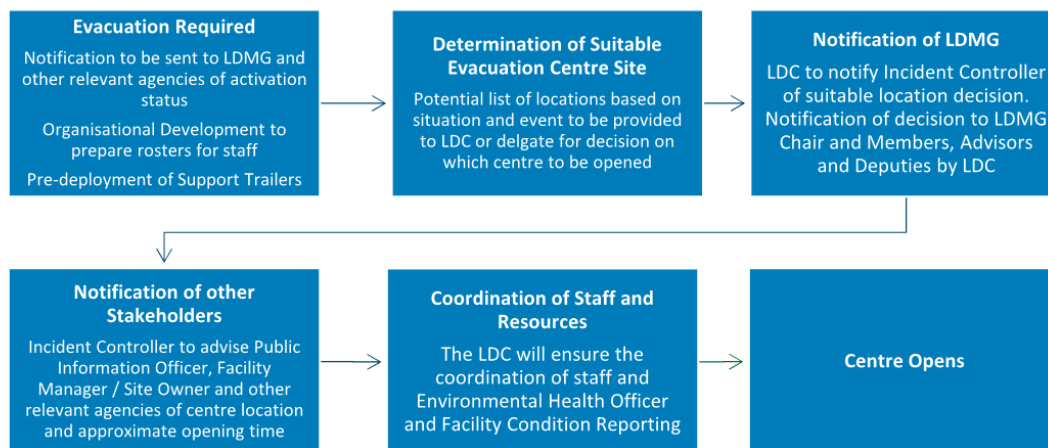 Evacuation Required
Notification to be sent to LDMG and
other relevant agencies of activation
status
Organisational Development to
prepare rosters for staff
Pre-deployment of Support Trailers
Determination of Suitable
Evacuation Centre Site
Potential list of locations based on
situation and event to be provided
to LDC or delgate for decision on
which centre to be opened
Notification of LDMG
LDC to notify Incident Controller
of suitable location decision.
Notification of decision to LDMG
Chair and Members, Advisors
and Deputies by LDC
Notification of other
Stakeholders
Incident Controller to advise Public
Information Officer, Facility
Manager / Site Owner and other
relevant agencies of centre location
and approximate opening time
Coordination of Staff and
Resources
The LDC will ensure the
coordination of staff and
Environmental Health Officer
and Facility Condition Reporting
Centre Opens